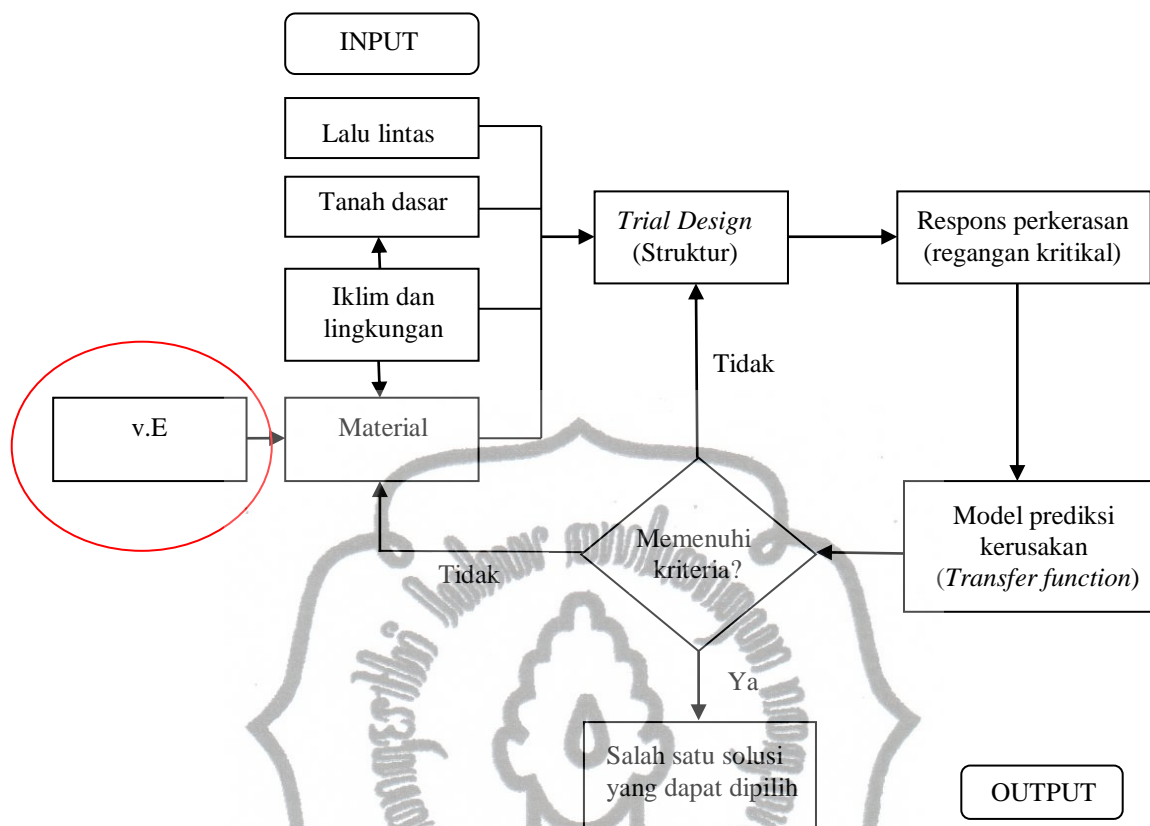 INPUT
Lalu lintas
Tanah dasar
Iklim dan
lingkungan
v.E
Material
Trial Design
(Struktur)
Respons perkerasan
(regangan kritikal)
Tidak
Model prediksi
kerusakan
(Transfer function)
Memenuhi
kriteria?
Tidak
Ya
Salah satu solusi
yang dapat dipilih
OUTPUT